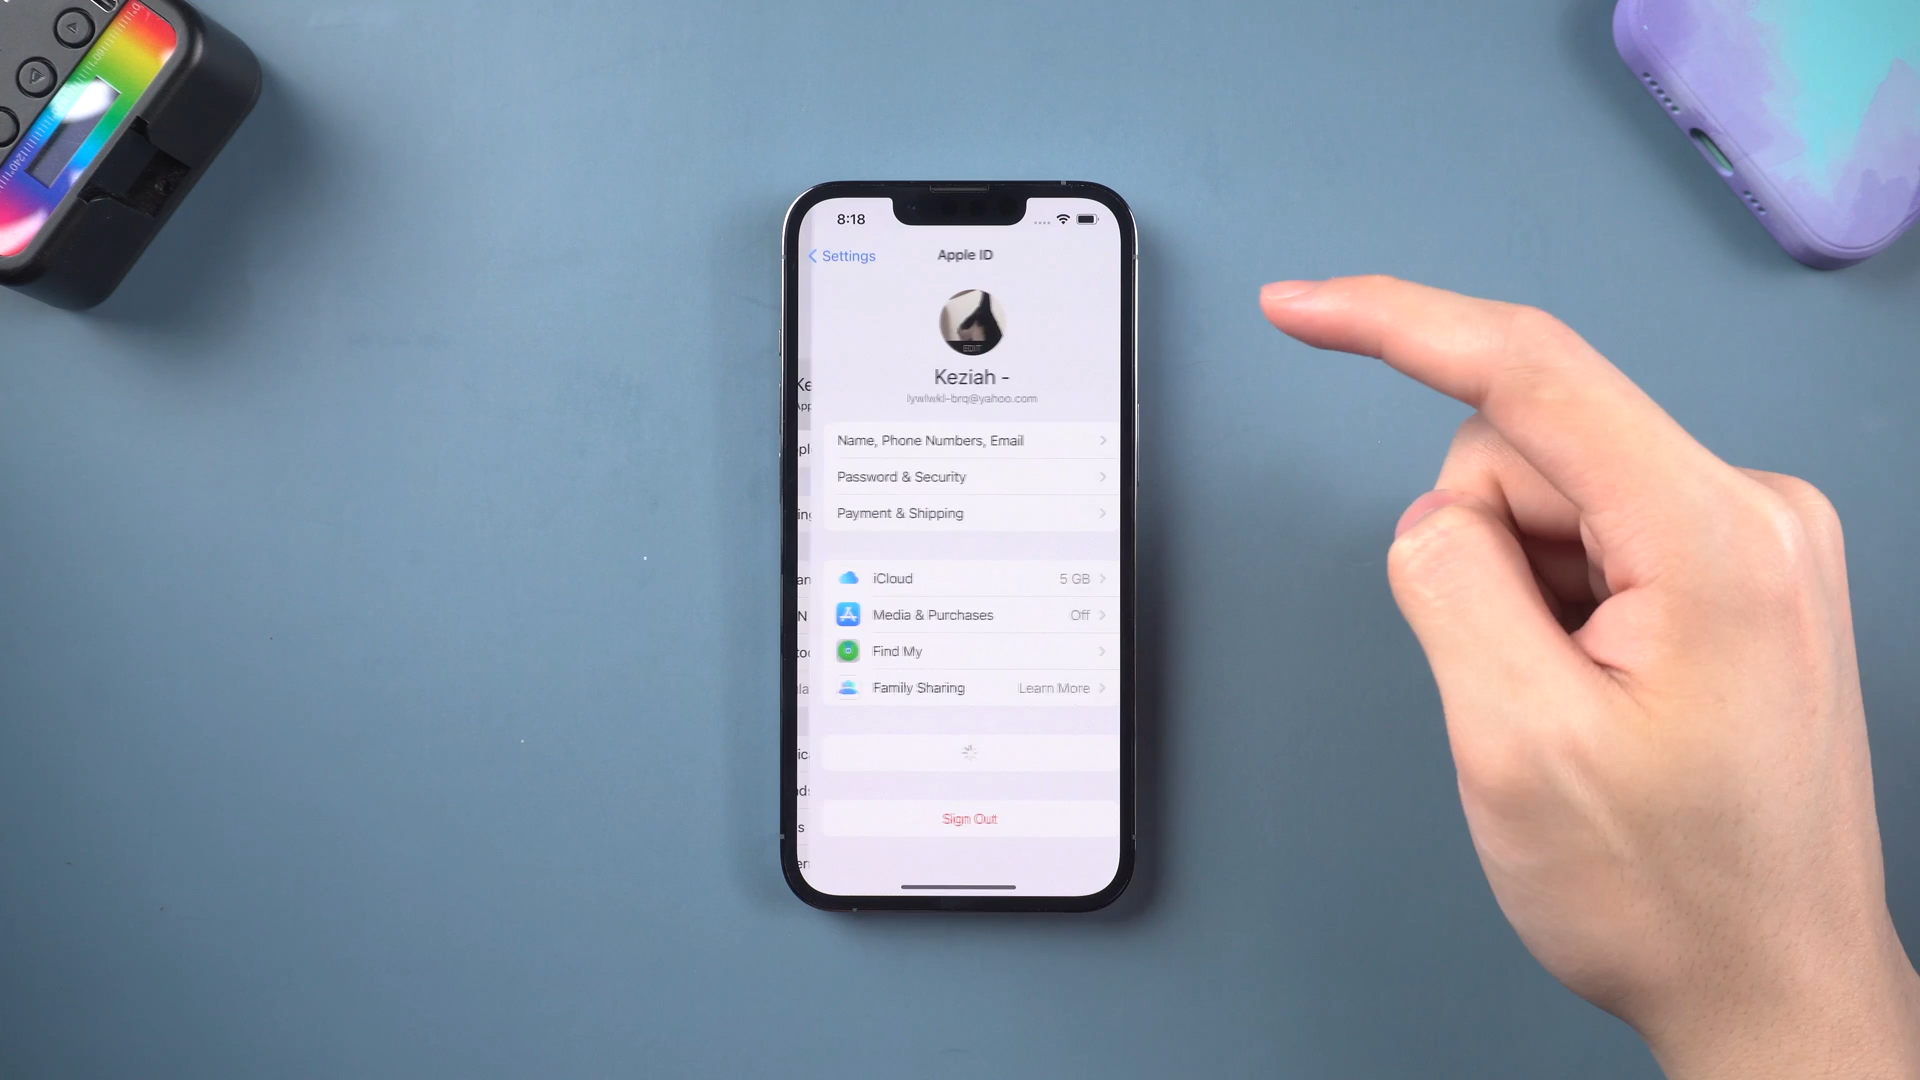 8:18
Settings
Apple ID
EDIT
Keziah -
Name, Phone Numbers, Email
Password & Security
Payment & Shipping
iCloud 5 GB
Media & Purchases Off
Find My
Family Sharing Learn More
Sign Out